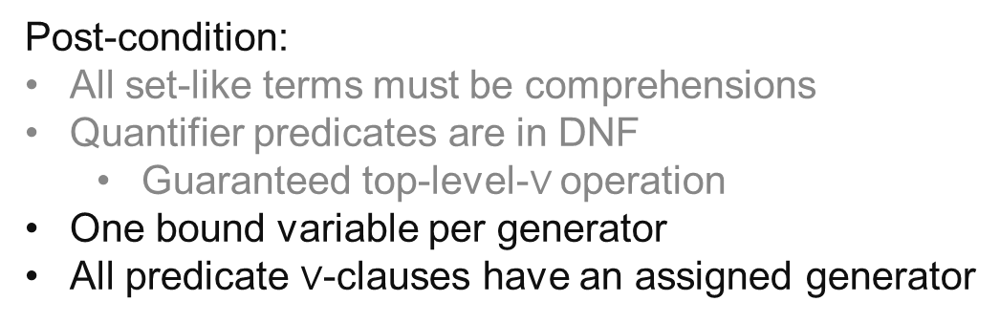 Post-condition:
• All set-like terms must be comprehensions
• Quantifier predicates are in DNF
• Guaranteed top-level-∨ operation
• One bound variable per generator
• All predicate ∨-clauses have an assigned generator